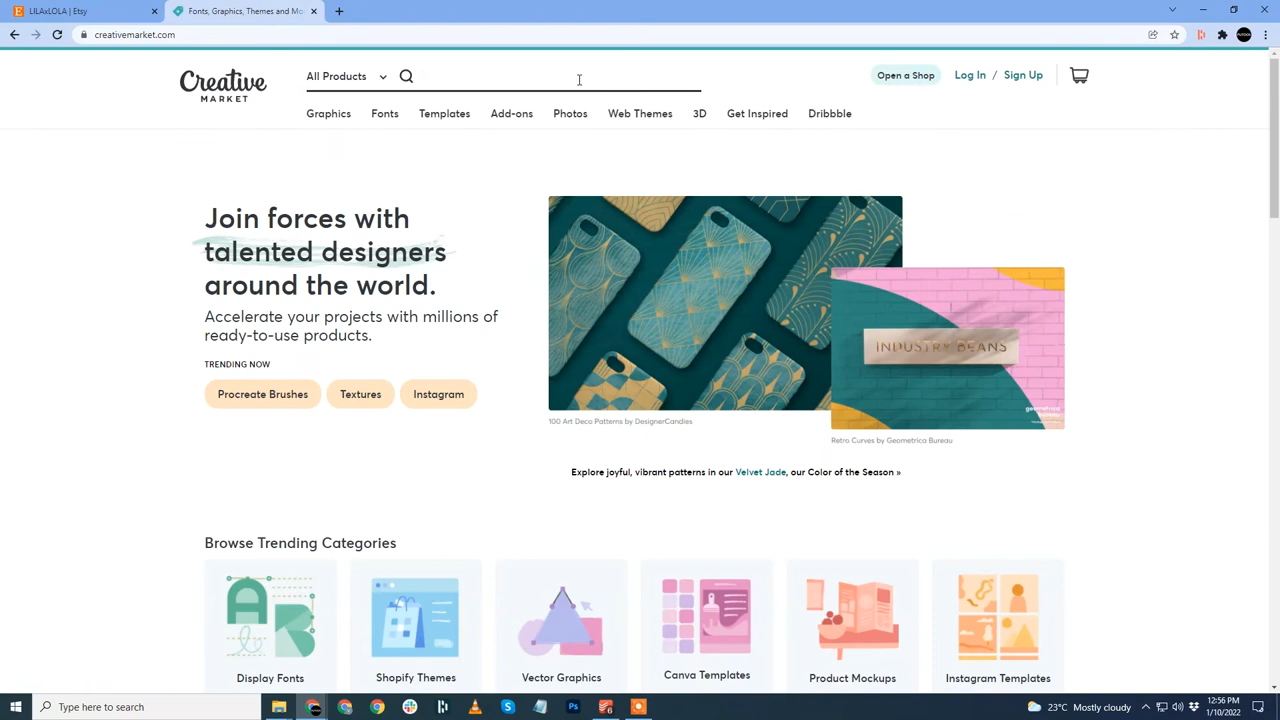 LILAxLOLA | Etsy
Fonts, Graphics, Themes and Mo
creativemarket.com
Creative
MARKET
All Products
Open a Shop
Log In / Sign Up
Graphics Fonts Templates Add-ons Photos Web Themes 3D Get Inspired Dribbble
Join forces with
talented designers
around the world.
Accelerate your projects with millions of
ready-to-use products.
TRENDING NOW
Procreate Brushes Textures Instagram
INDUSTRY BEANS
100 Art Deco Patterns by DesignerCandies
Retro Curves by Geometrica Bureau
Explore joyful, vibrant patterns in our Velvet Jade, our Color of the Season »
Browse Trending Categories
Display Fonts Shopify Themes Vector Graphics Canva Templates Product Mockups Instagram Templates
Type here to search
23°C Mostly cloudy
12:56 PM
1/10/2022